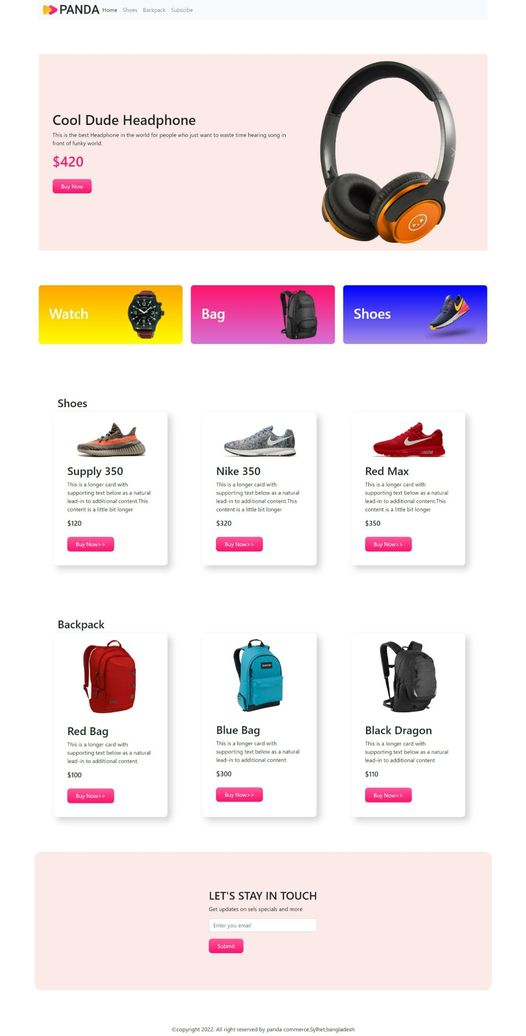 PANDA Home Shoes Backpack Subscibe
Cool Dude Headphone
This is the best Headphone in the world for people who just want to waste time hearing song in
front of funky world.
$420
Buy Now
Watch
Bag
Shoes
Shoes
Supply 350
This is a longer card with
supporting text below as a natural
lead-in to additional content.This
content is a little bit longer
$120
Buy Now>>
Nike 350
This is a longer card with
supporting text below as a natural
lead-in to additional content.This
content is a little bit longer
$320
Buy Now>>
Red Max
This is a longer card with
supporting text below as a natural
lead-in to additional content.This
content is a little bit longer
$350
Buy Now>>
Backpack
Red Bag
This is a longer card with
supporting text below as a natural
lead-in to additional content.
$100
Buy Now>>
Blue Bag
This is a longer card with
supporting text below as a natural
lead-in to additional content.
$300
Buy Now>>
Black Dragon
This is a longer card with
supporting text below as a natural
lead-in to additional content
$110
Buy Now>>
LET'S STAY IN TOUCH
Get updates on sels specials and more
Enter you email
Submit
©copyright 2022. All right reserved by panda commerce,Sylhet,bangladesh